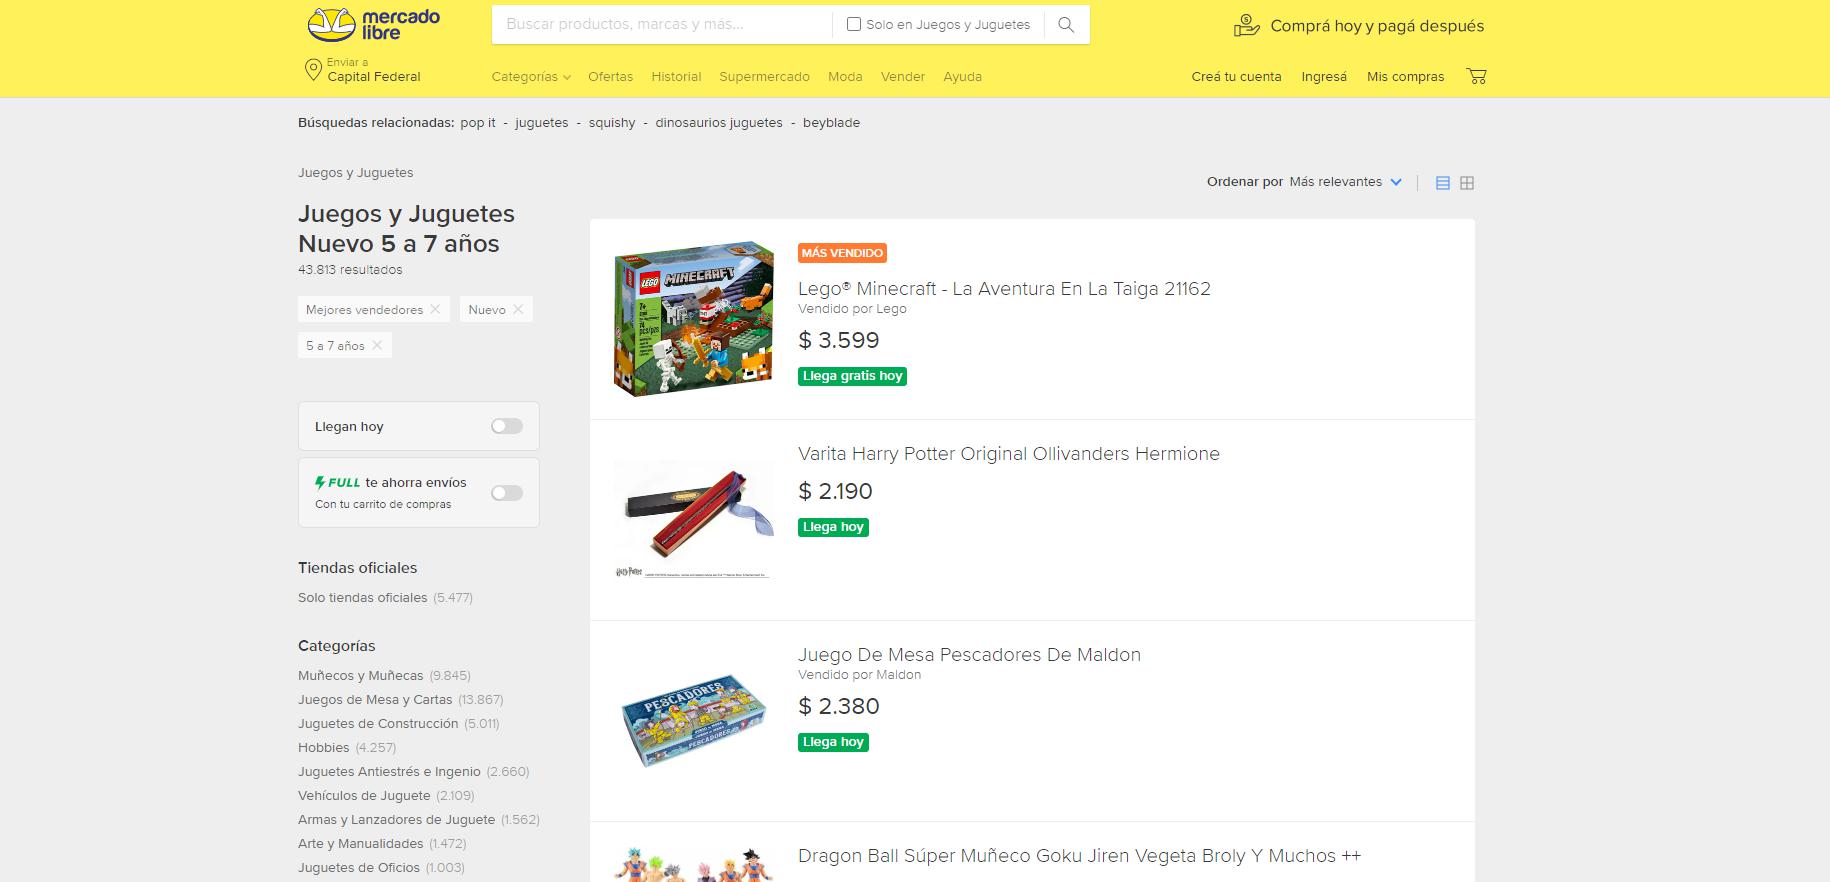 mercado
libre
Buscar productos, marcas y más...
Solo en Juegos y Juguetes
Comprá hoy y pagá después
Enviar a
Capital Federal
Categorías Ofertas Historial Supermercado Moda Vender Ayuda
Creá tu cuenta Ingresá Mis compras
Búsquedas relacionadas: pop it - juguetes - squishy - dinosaurios juguetes - beyblade
Juegos y Juguetes
Ordenar por Más relevantes
Juegos y Juguetes
Nuevo 5 a 7 años
43.813 resultados
Mejores vendedores
Nuevo
5 a 7 años
Llegan hoy
FULL te ahorra envíos
Con tu carrito de compras
Tiendas oficiales
Solo tiendas oficiales (5.477)
Categorías
Muñecos y Muñecas (9.845)
Juegos de Mesa y Cartas (13.867)
Juguetes de Construcción (5.011)
Hobbies (4.257)
Juguetes Antiestrés e Ingenio (2.660)
Vehículos de Juguete (2.109)
Armas y Lanzadores de Juguete (1.562)
Arte y Manualidades (1.472)
Juguetes de Oficios (1.003)
LEGO MINECRAFT
7+
MÁS VENDIDO
Lego® Minecraft - La Aventura En La Taiga 21162
Vendido por Lego
$ 3.599
Llega gratis hoy
Harry Potter
Varita Harry Potter Original Ollivanders Hermione
$ 2.190
Llega hoy
PESCADORES
PESCADORES
Juego De Mesa Pescadores De Maldon
Vendido por Maldon
$ 2.380
Llega hoy
Dragon Ball Súper Muñeco Goku Jiren Vegeta Broly Y Muchos ++